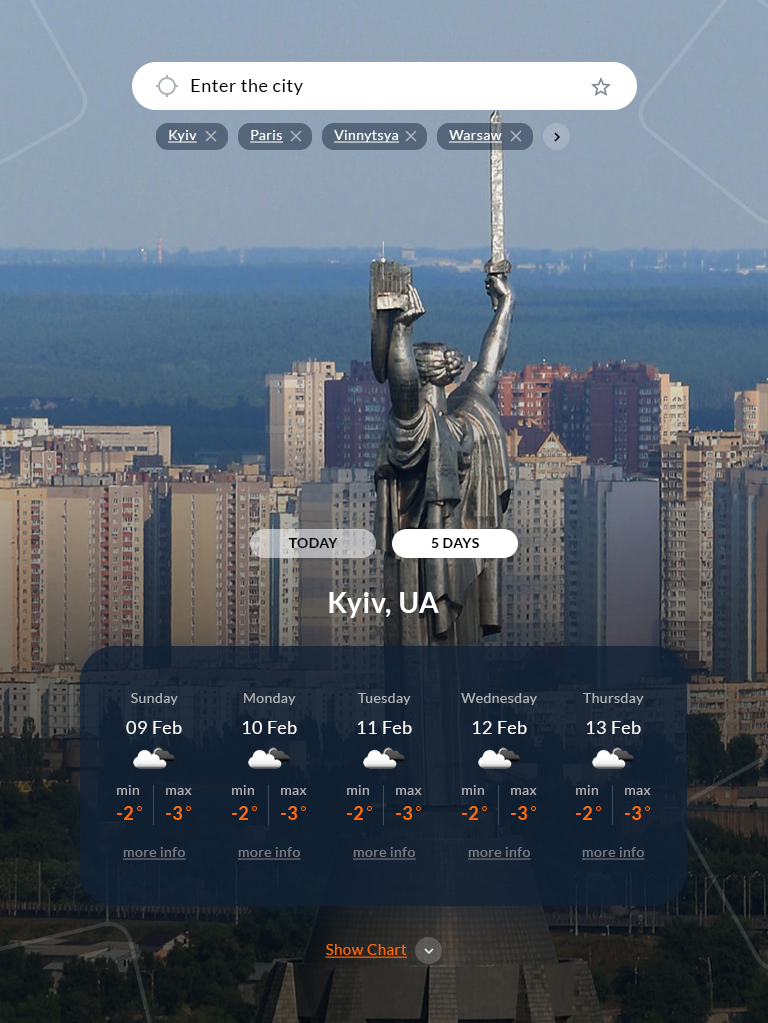 Enter the city
Kyiv Paris Vinnytsya Warsaw
TODAY 5 DAYS
Kyiv, UA
Sunday Monday Tuesday Wednesday Thursday
09 Feb 10 Feb 11 Feb 12 Feb 13 Feb
min max min max min max min max min max
-2° -3° -2° -3° -2° -3° -2° -3° -2° -3°
more info more info more info more info more info
Show Chart